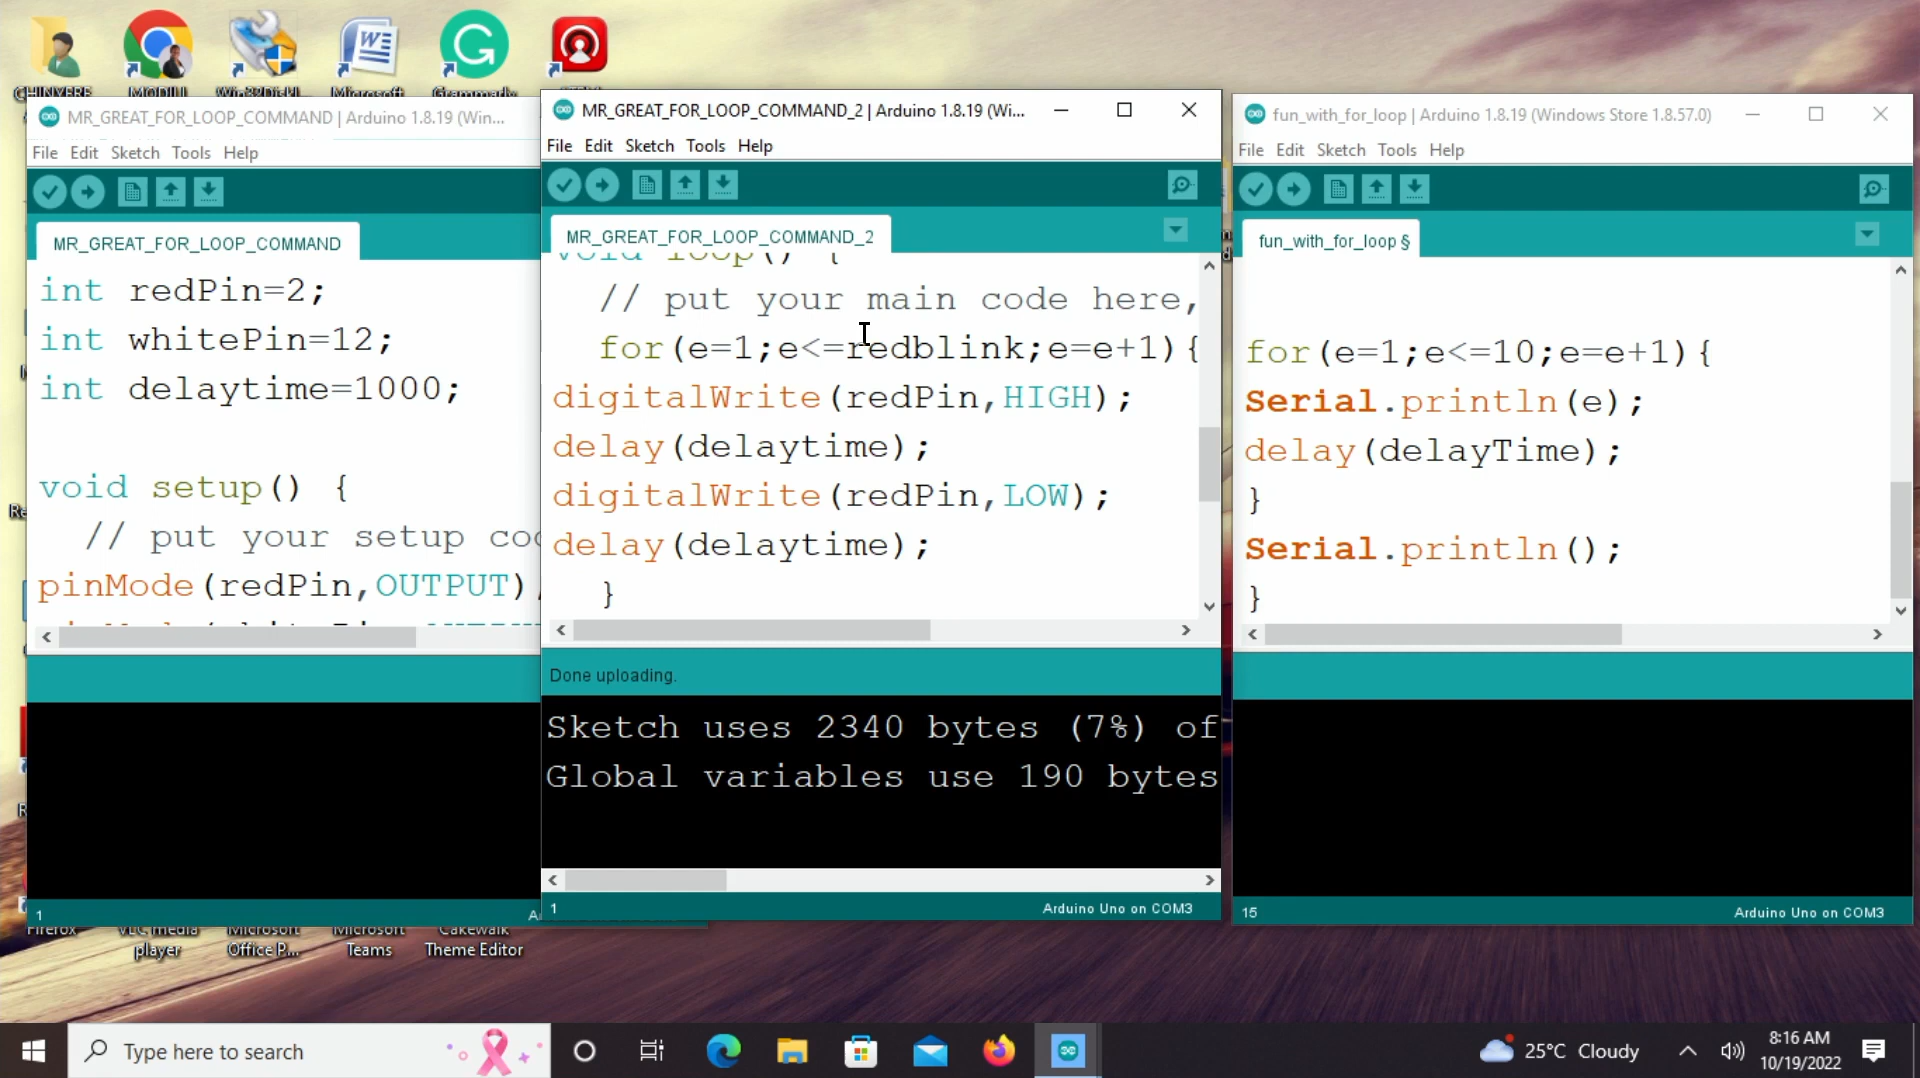 CHINYERE
Microsoft
Grammarly
MR_GREAT_FOR_LOOP_COMMAND | Arduino 1.8.19 (Win...
File Edit Sketch Tools Help
MR_GREAT_FOR_LOOP_COMMAND
int redPin=2;
int whitePin=12;
int delaytime=1000;
void setup() {
// put your setup
pinMode(redPin,OUTPUT)
1
MR_GREAT_FOR_LOOP_COMMAND_2 | Arduino 1.8.19 (Wi...
File Edit Sketch Tools Help
MR_GREAT_FOR_LOOP_COMMAND_2
void loop() {
// put your main code here,
for(e=1;e<=redblink;e=e+1){
digitalWrite(redPin,HIGH);
delay(delaytime);
digitalWrite(redPin,LOW);
delay(delaytime);
}
Done uploading.
Sketch uses 2340 bytes (7%) of
Global variables use 190 bytes
1
Arduino Uno on COM3
fun_with_for_loop | Arduino 1.8.19 (Windows Store 1.8.57.0)
File Edit Sketch Tools Help
fun_with_for_loop §
for(e=1;e<=10;e=e+1){
Serial.println(e);
delay(delayTime);
}
Serial.println();
}
15
Arduino Uno on COM3
Firefox
VLC media
player
Microsoft
Office P...
Microsoft
Teams
Cakewalk
Theme Editor
Type here to search
25°C Cloudy
8:16 AM
10/19/2022